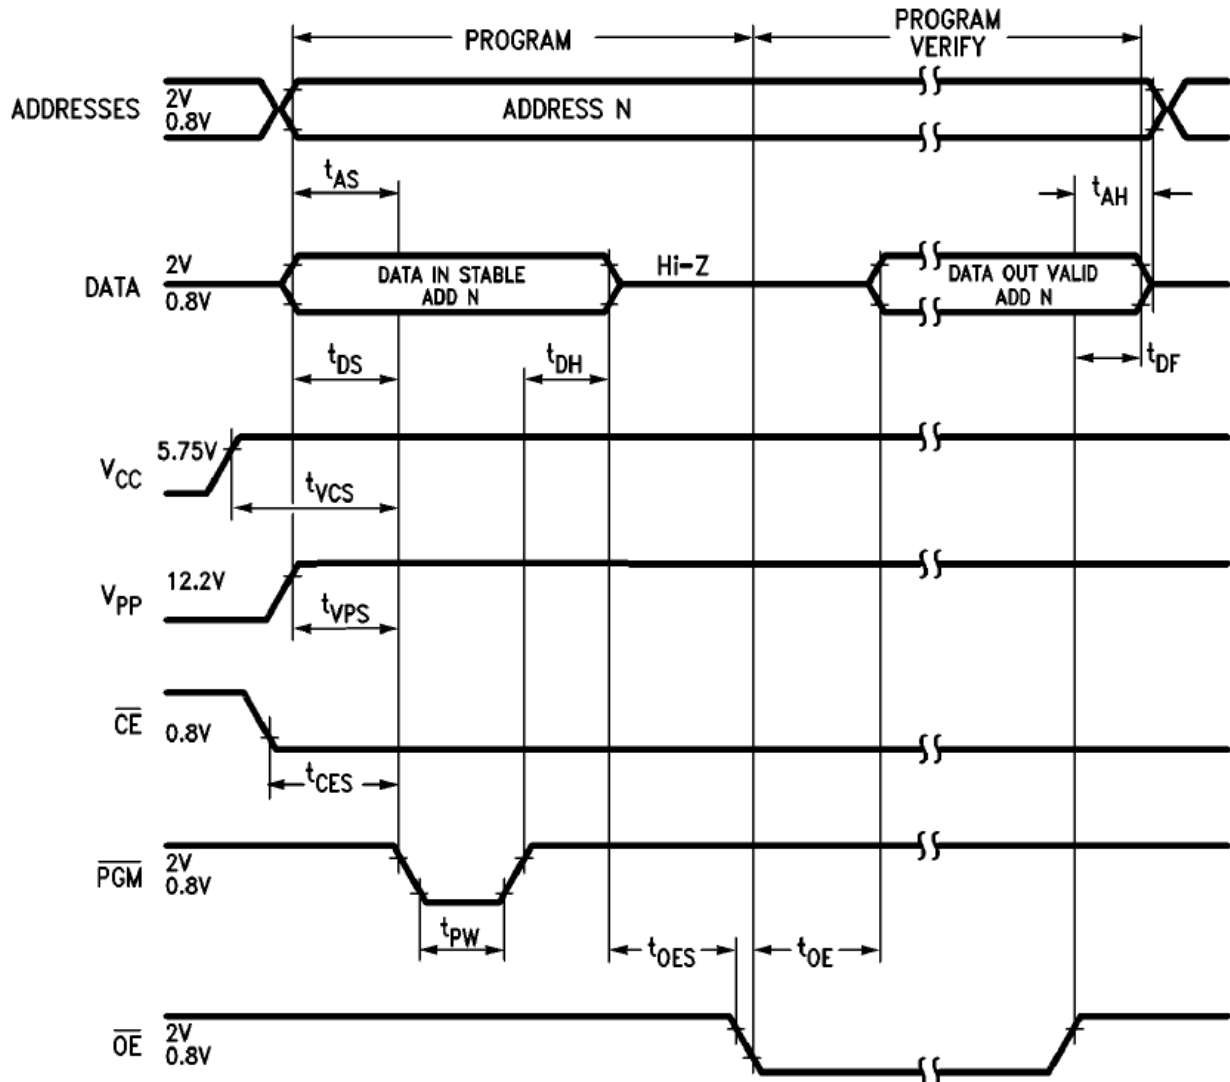 PROGRAM
PROGRAM
VERIFY
ADDRESSES
2V
0.8V
ADDRESS N
tAS
tAH
DATA
2V
0.8V
DATA IN STABLE
ADD N
Hi-Z
DATA OUT VALID
ADD N
tDS
tDH
tDF
VCC
5.75V
tVCS
VPP
12.2V
tVPS
CE
0.8V
tCES
PGM
2V
0.8V
tPW
tOES
tOE
OE
2V
0.8V